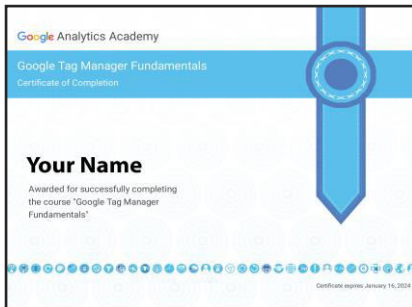 Google Analytics Academy
Google Tag Manager Fundamentals
Certificate of Completion
Your Name
Awarded for successfully completing
the course "Google Tag Manager
Fundamentals"
Certificate expires January 16, 2024